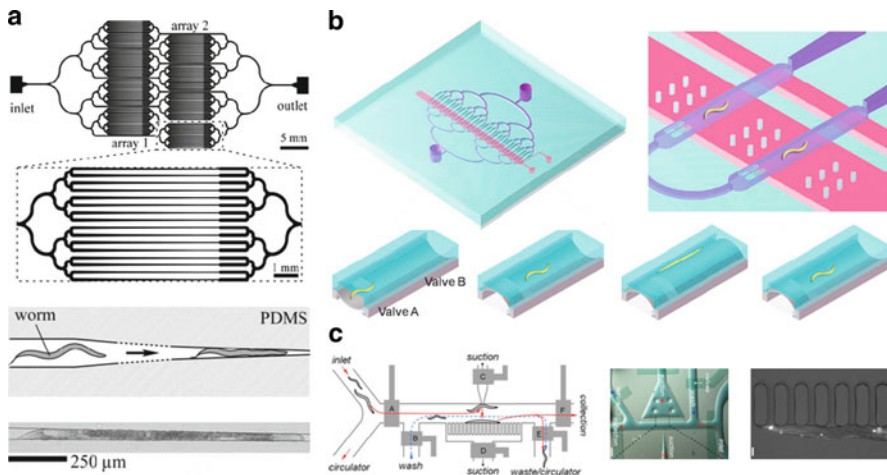 a
array 2
inlet
outlet
array 1
5 mm
1 mm
worm
PDMS
250 µm
b
Valve B
Valve A
c
inlet
suction
C
A
F
collection
B
E
D
circulator
wash
suction
waste/circulator